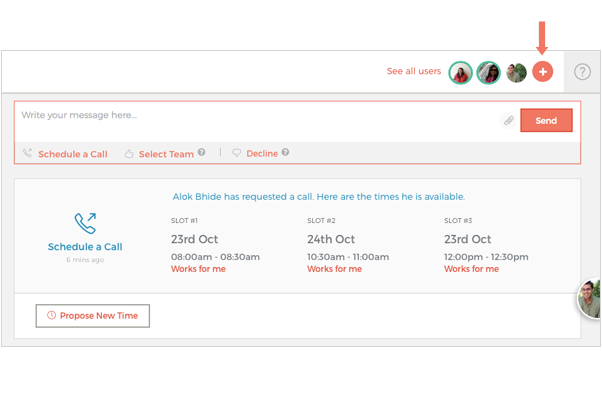 See all users
+
?
Write your message here...
Send
Schedule a Call
Select Team ?
Decline ?
Alok Bhide has requested a call. Here are the times he is available.
Schedule a Call
6 mins ago
SLOT #1
23rd Oct
08:00am - 08:30am
Works for me
SLOT #2
24th Oct
10:30am - 11:00am
Works for me
SLOT #3
23rd Oct
12:00pm - 12:30pm
Works for me
Propose New Time